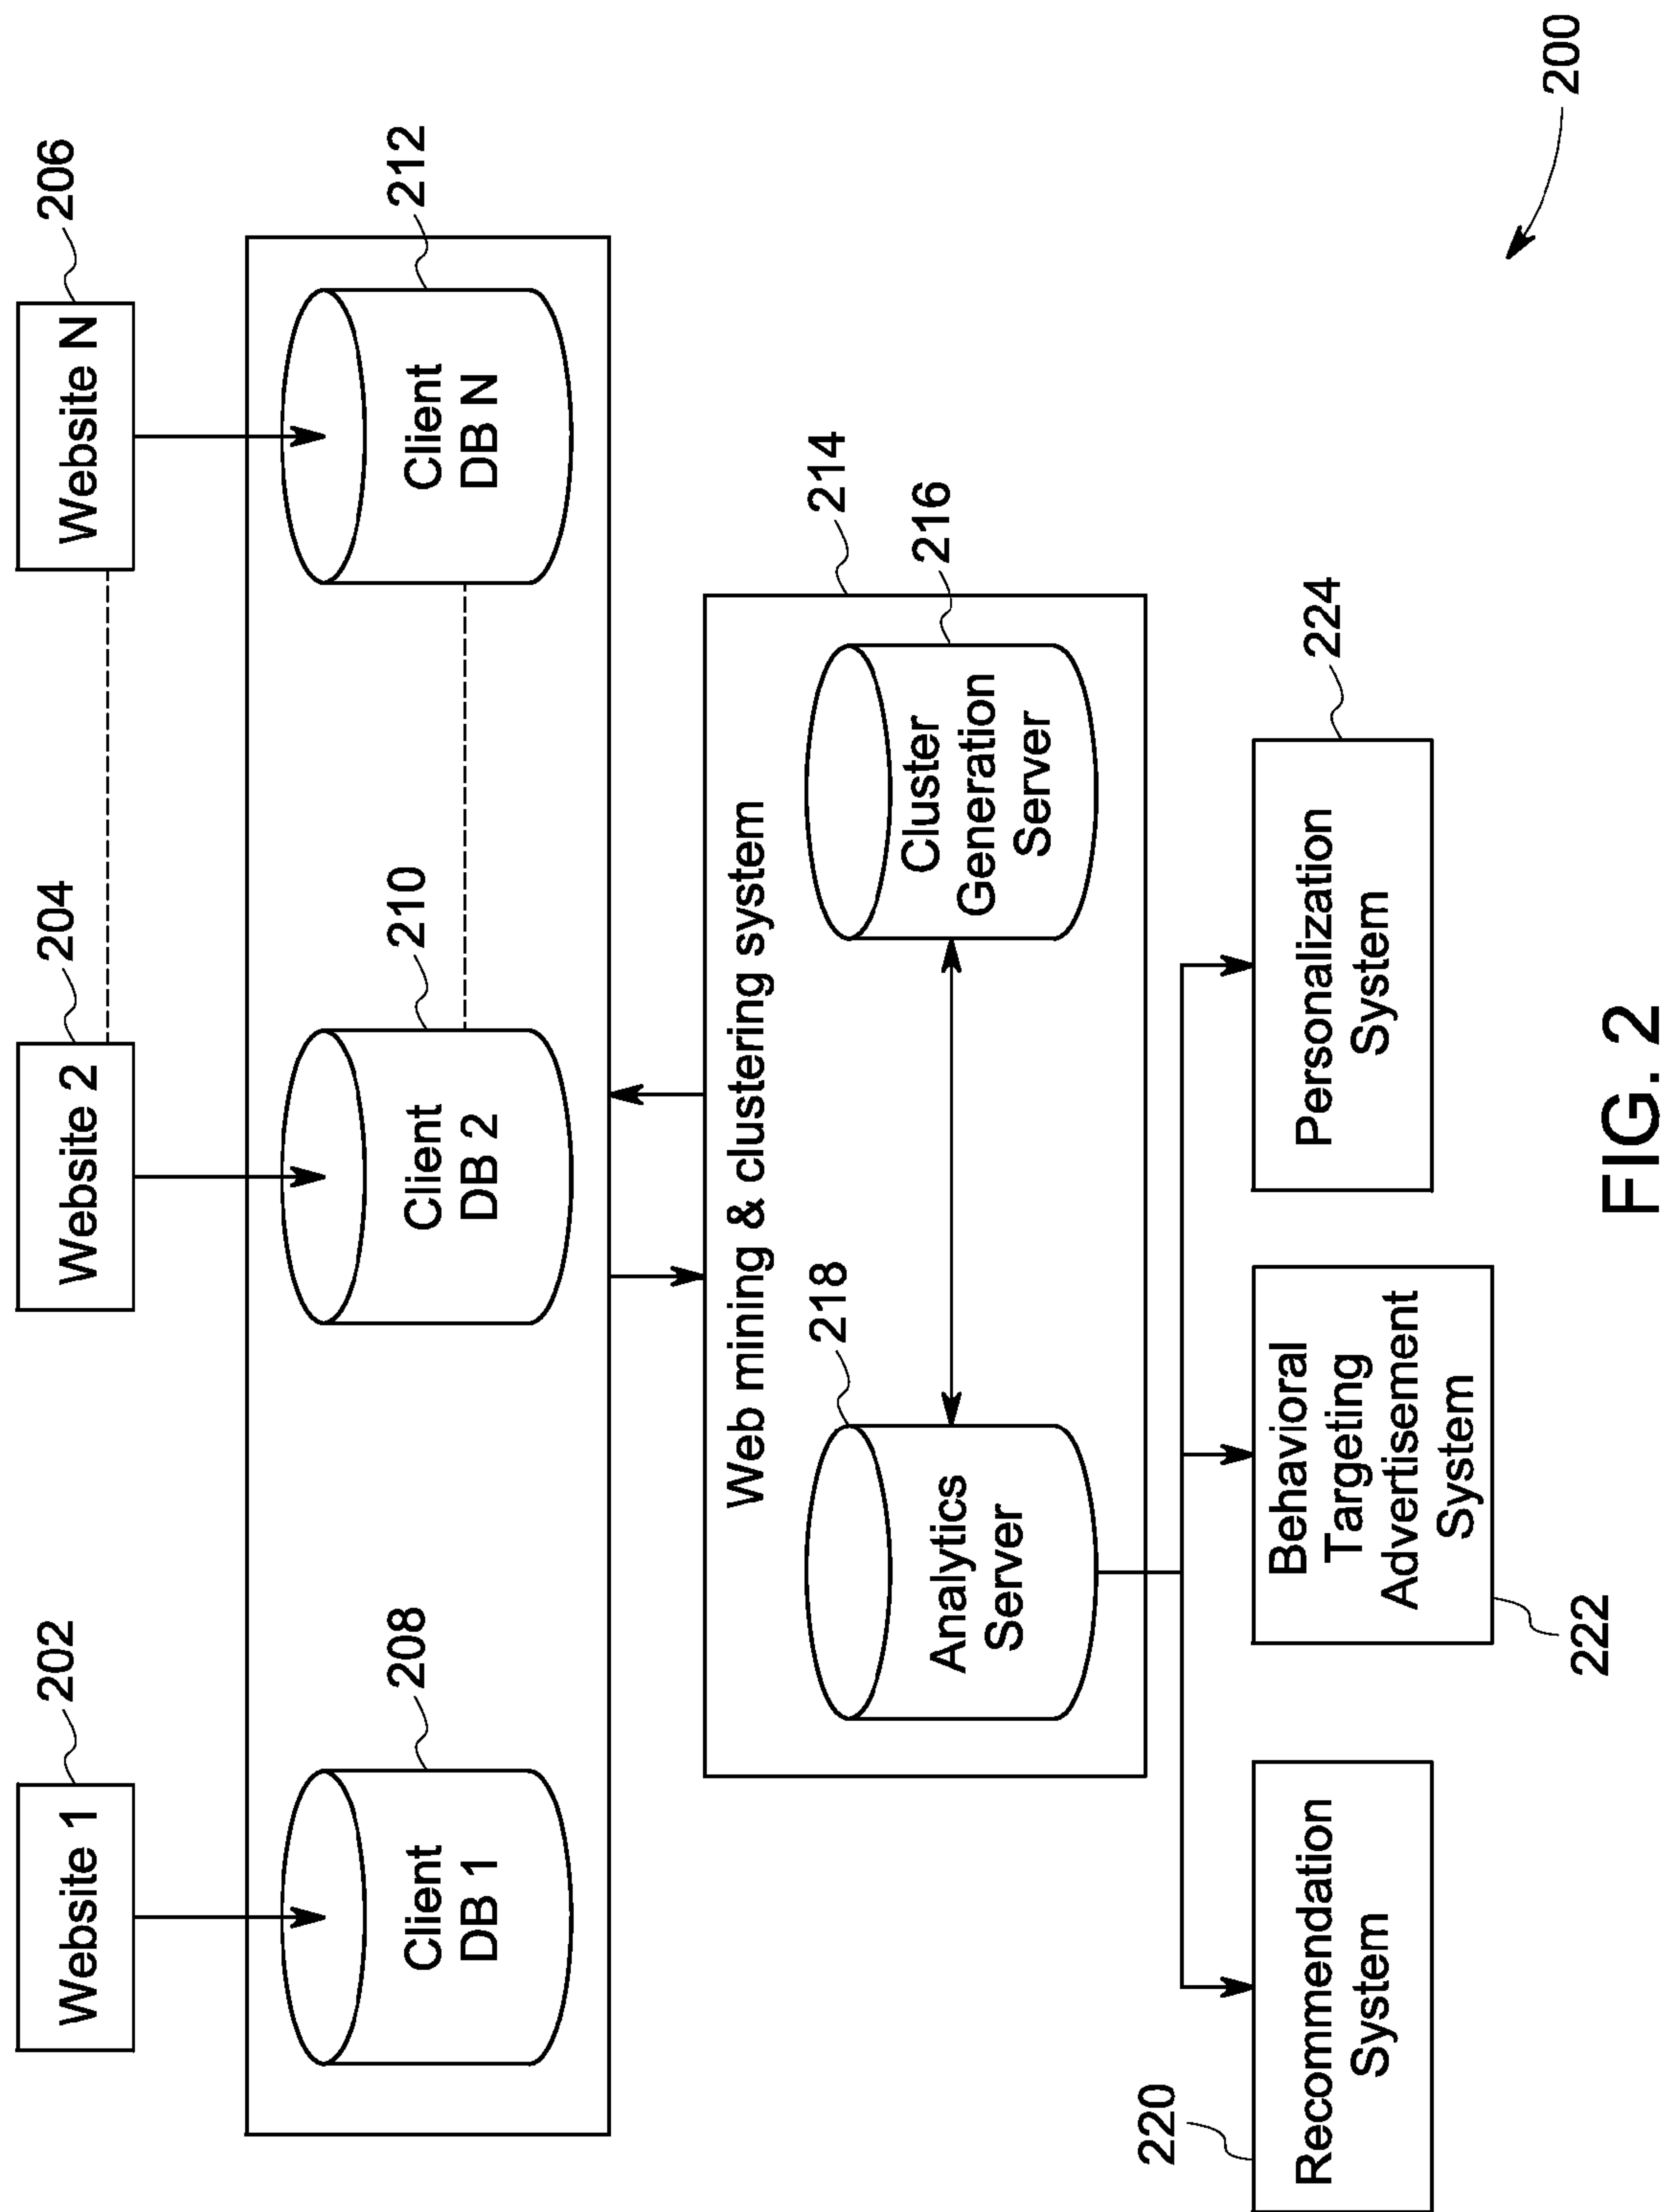 202
204
206
Website 1
Website 2
Website N
208
210
212
Client
DB 1
Client
DB 2
Client
DB N
214
Web mining & clustering system
218
216
Analytics
Server
Cluster
Generation
Server
220
224
Recommendation
System
Behavioral
Targeting
Advertisement
System
Personalization
System
222
200
FIG. 2